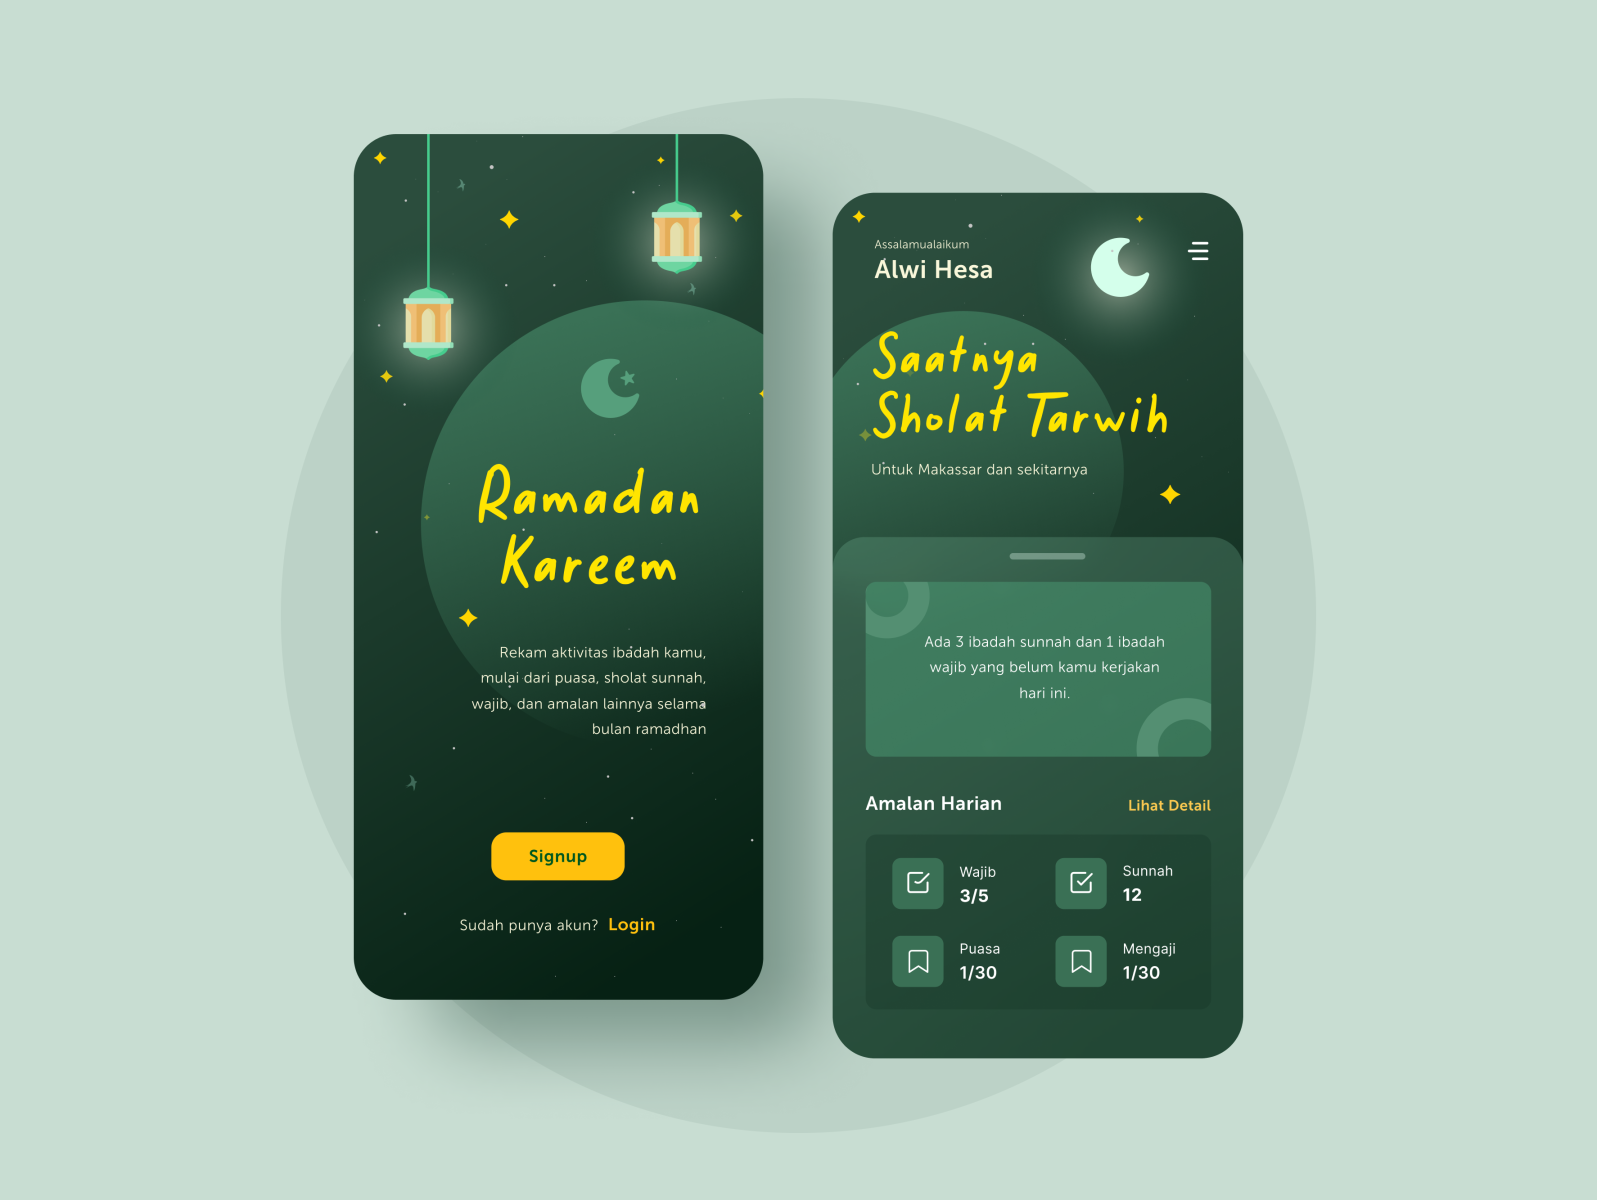 Ramadan
Kareem
Rekam aktivitas ibadah kamu,
mulai dari puasa, sholat sunnah,
wajib, dan amalan lainnya selama
bulan ramadhan
Signup
Sudah punya akun? Login
Assalamualaikum
Alwi Hesa
Saatnya
Sholat Tarwih
Untuk Makassar dan sekitarnya
Ada 3 ibadah sunnah dan 1 ibadah
wajib yang belum kamu kerjakan
hari ini.
Amalan Harian
Lihat Detail
Wajib
3/5
Sunnah
12
Puasa
1/30
Mengaji
1/30